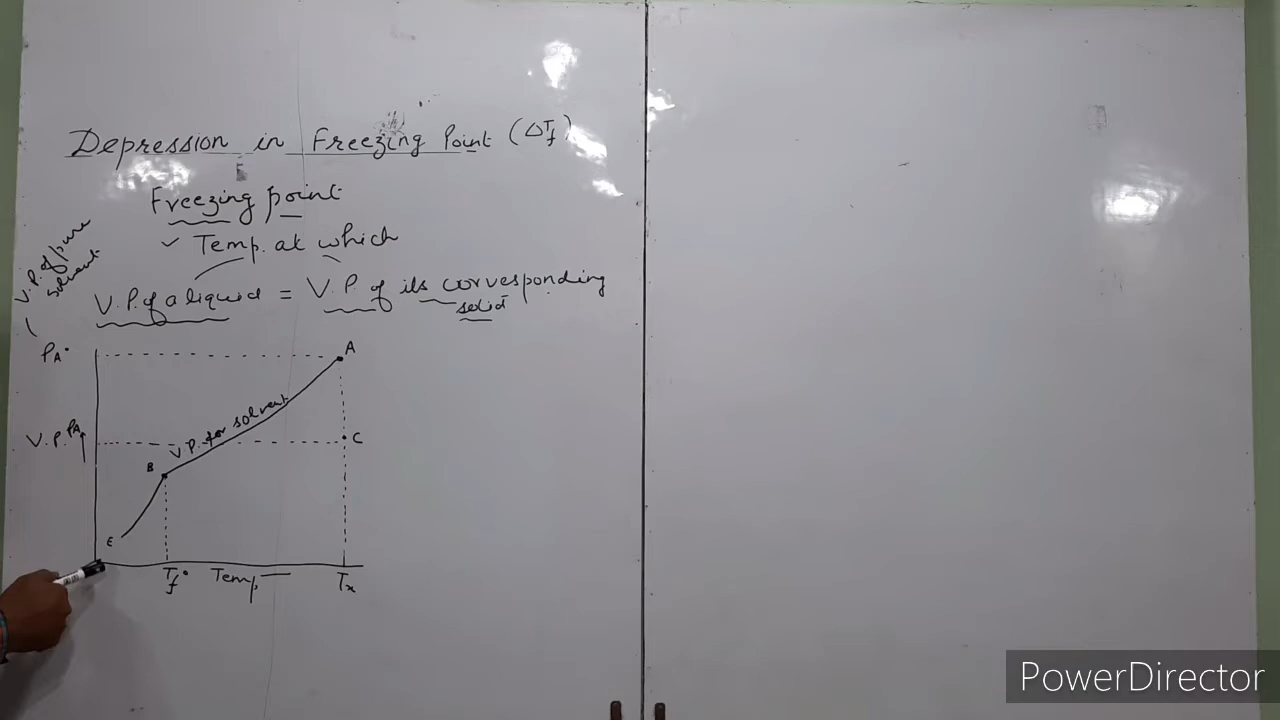 Depression in Freezing Point (ΔTf)
Freezing point
✓ Temp. at which
V.P. of a liquid = V.P. of its corresponding
solid
V.P. of pure
solvent
PA°
A
V.P. for solvent
V.P. PA
C
B
E
Tf°
Temp
Tx
PowerDirector